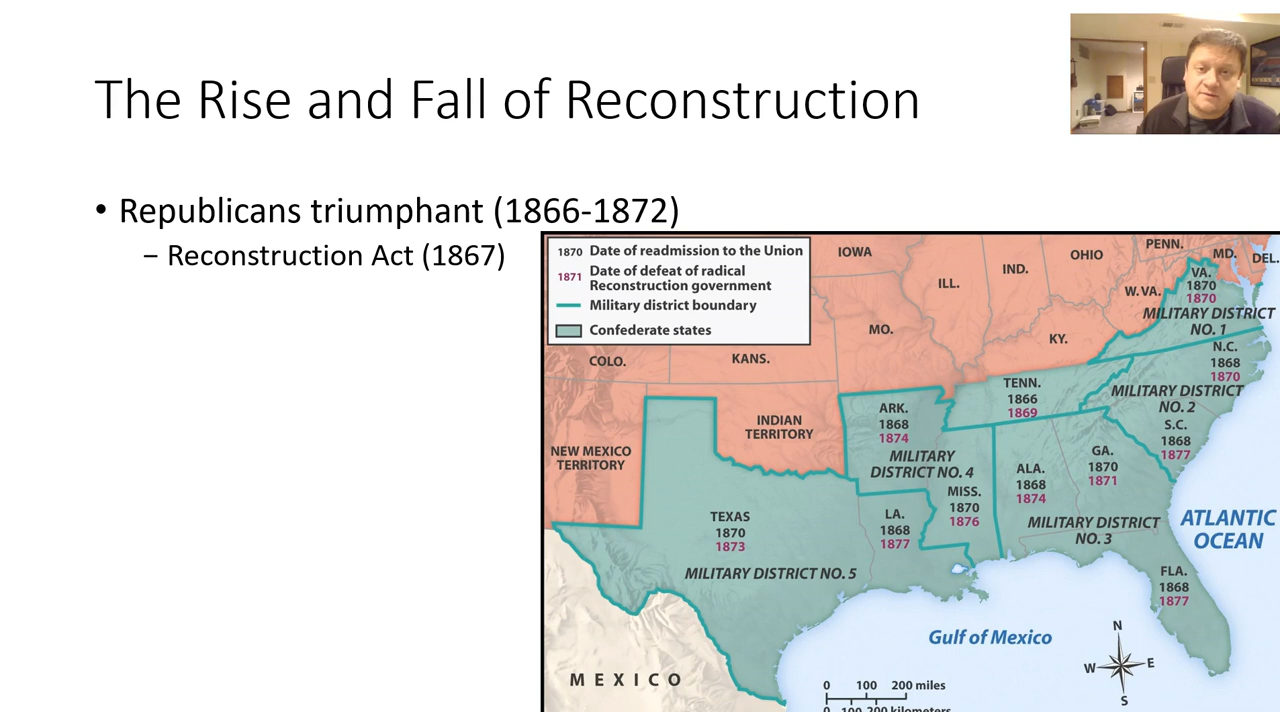 The Rise and Fall of Reconstruction
• Republicans triumphant (1866-1872)
– Reconstruction Act (1867)
1870 Date of readmission to the Union
1871 Date of defeat of radical
Reconstruction government
Military district boundary
Confederate states
IOWA
ILL.
IND.
OHIO
PENN.
MD.
DEL.
W.VA.
VA.
1870
1870
MILITARY DISTRICT
NO. 1
COLO.
KANS.
MO.
KY.
N.C.
1868
1870
MILITARY DISTRICT
NO. 2
S.C.
1868
1877
TENN.
1866
1869
NEW MEXICO
TERRITORY
INDIAN
TERRITORY
ARK.
1868
1874
MILITARY
DISTRICT NO. 4
MISS.
1870
1876
ALA.
1868
1874
GA.
1870
1871
MILITARY DISTRICT
NO. 3
TEXAS
1870
1873
MILITARY DISTRICT NO. 5
LA.
1868
1877
FLA.
1868
1877
ATLANTIC
OCEAN
Gulf of Mexico
MEXICO
N
W
E
S
0 100 200 miles
0 100 200 kilometers